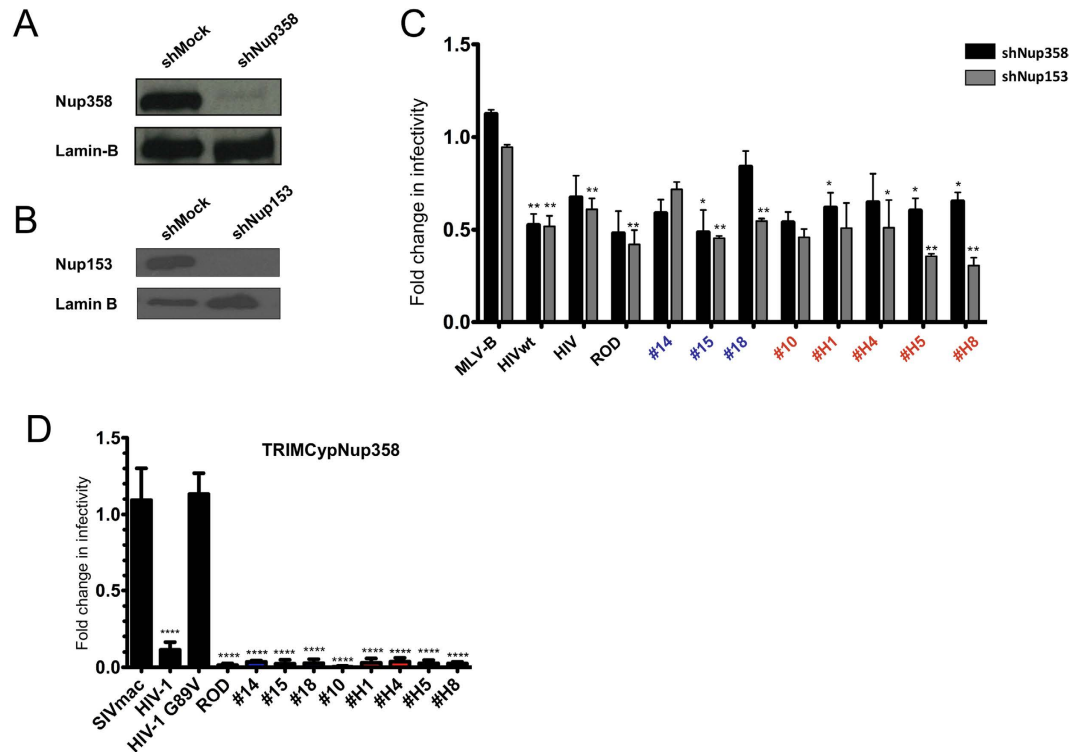 A
shMock
shNup358
Nup358
Lamin-B
B
shMock
shNup153
Nup153
Lamin B
C
shNup358
shNup153
Fold change in infectivity
1.5
1.0
0.5
0.0
** ** ** ** * ** ** * * * ** * **
MLV-B
HIVwt
HIV
ROD
#14
#15
#18
#10
#H1
#H4
#H5
#H8
D
TRIMCypNup358
Fold change in infectivity
1.5
1.0
0.5
0.0
**** **** **** **** **** **** **** **** **** ****
SIVmac
HIV-1
HIV-1 G89V
ROD
#14
#15
#18
#10
#H1
#H4
#H5
#H8